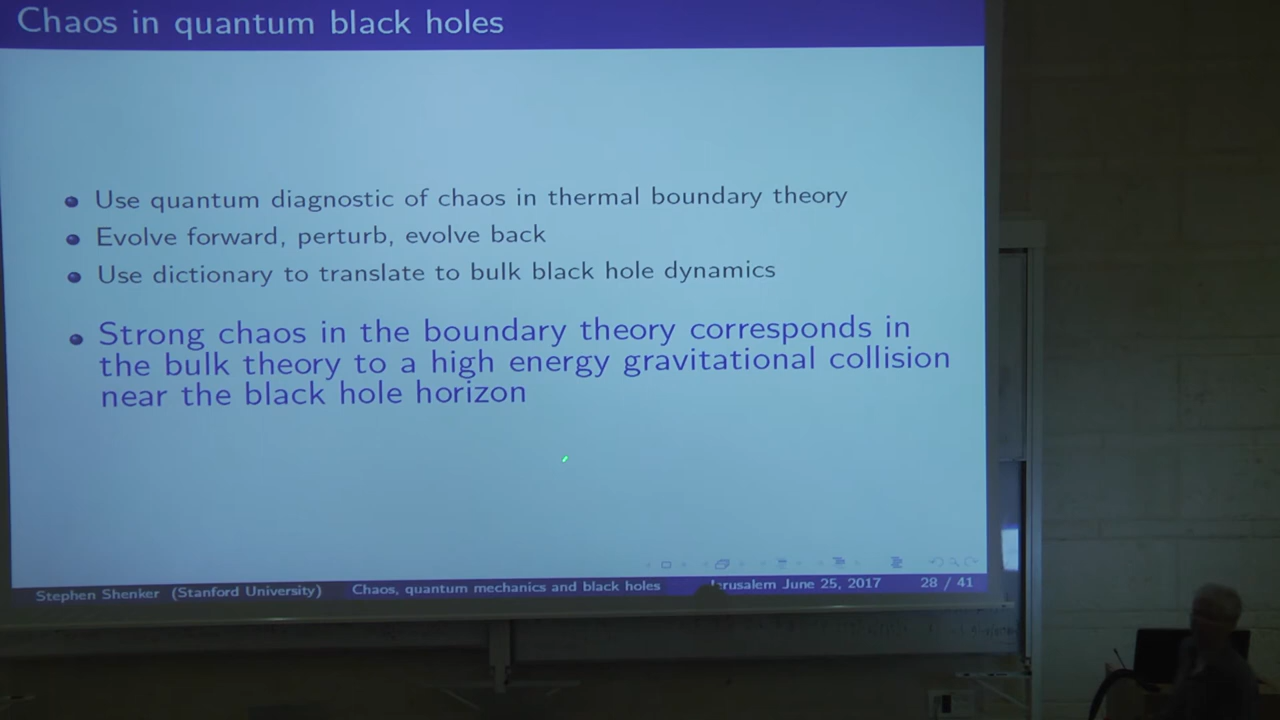 Chaos in quantum black holes
Use quantum diagnostic of chaos in thermal boundary theory
Evolve forward, perturb, evolve back
Use dictionary to translate to bulk black hole dynamics
Strong chaos in the boundary theory corresponds in
the bulk theory to a high energy gravitational collision
near the black hole horizon
Stephen Shenker (Stanford University) Chaos, quantum mechanics and black holes Jerusalem June 25, 2017 28 / 41